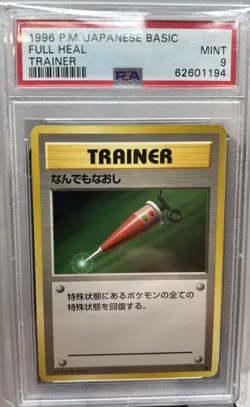 1996 P.M. JAPANESE BASIC
FULL HEAL
MINT
TRAINER
9
PSA
62601194
TRAINER
なんでもなおし
特殊状態にあるポケモンの全ての
特殊状態を回復する。